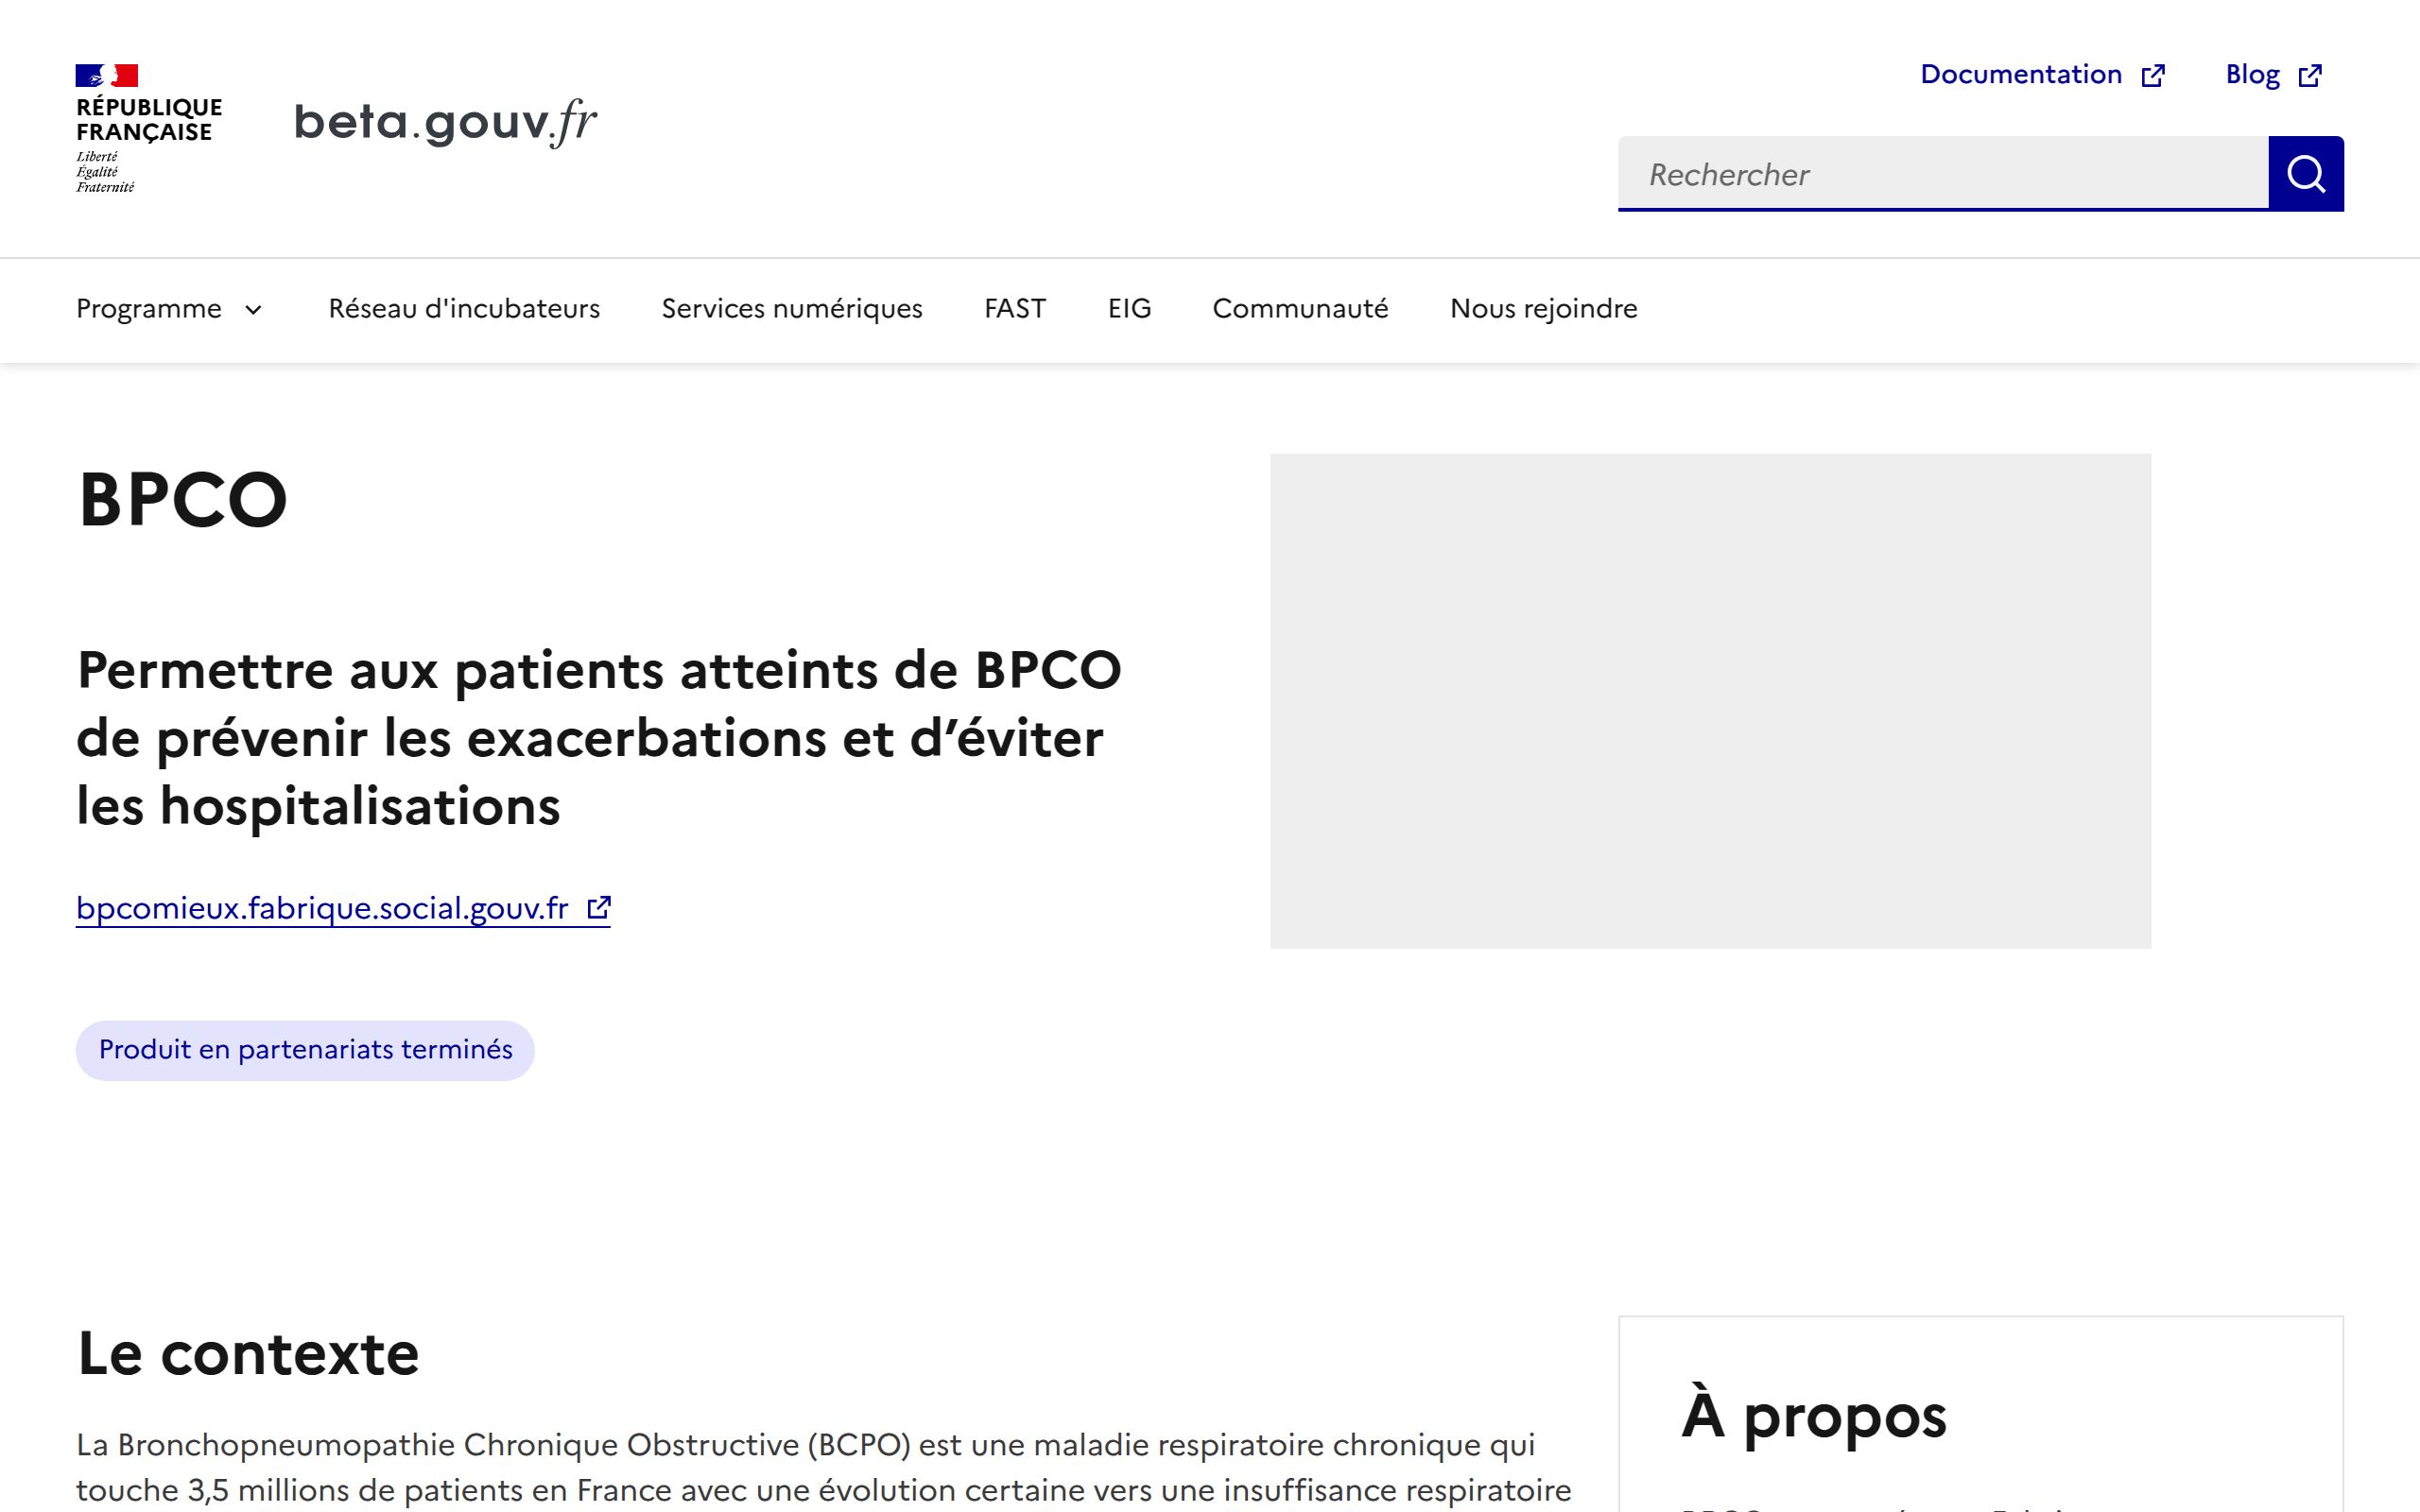 RÉPUBLIQUE
FRANÇAISE
Liberté
Égalité
Fraternité
beta.gouv.fr
Documentation
Blog
Rechercher
Programme
Réseau d'incubateurs
Services numériques
FAST
EIG
Communauté
Nous rejoindre
BPCO
Permettre aux patients atteints de BPCO
de prévenir les exacerbations et d’éviter
les hospitalisations
bpcomieux.fabrique.social.gouv.fr
Produit en partenariats terminés
Le contexte
La Bronchopneumopathie Chronique Obstructive (BCPO) est une maladie respiratoire chronique qui
touche 3,5 millions de patients en France avec une évolution certaine vers une insuffisance respiratoire
À propos